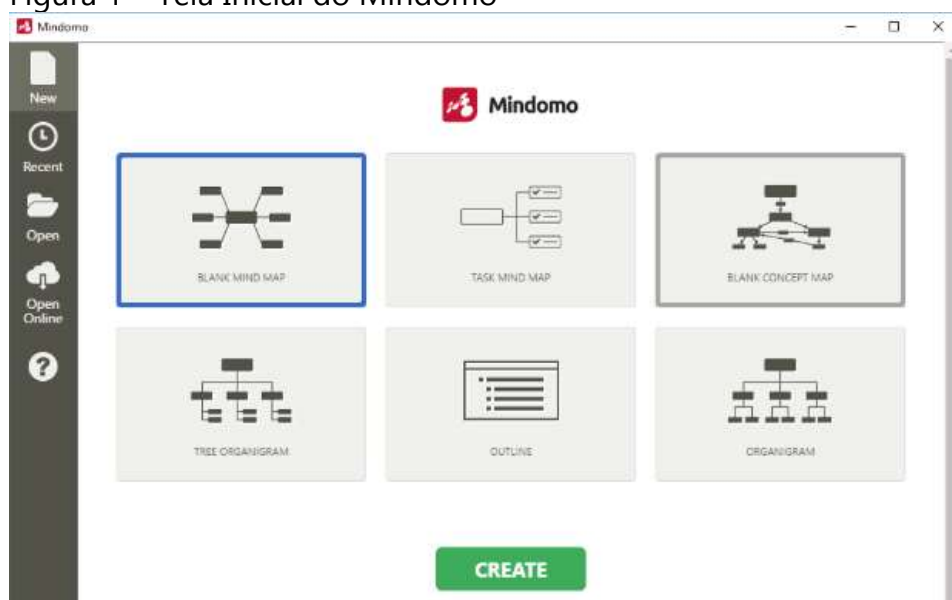 Figura 4 – Tela Inicial do Mindomo
Mindomo
New
Recent
Open
Open
Online
Mindomo
BLANK MIND MAP
TASK MIND MAP
BLANK CONCEPT MAP
TREE ORGANIGRAM
OUTLINE
ORGANIGRAM
CREATE